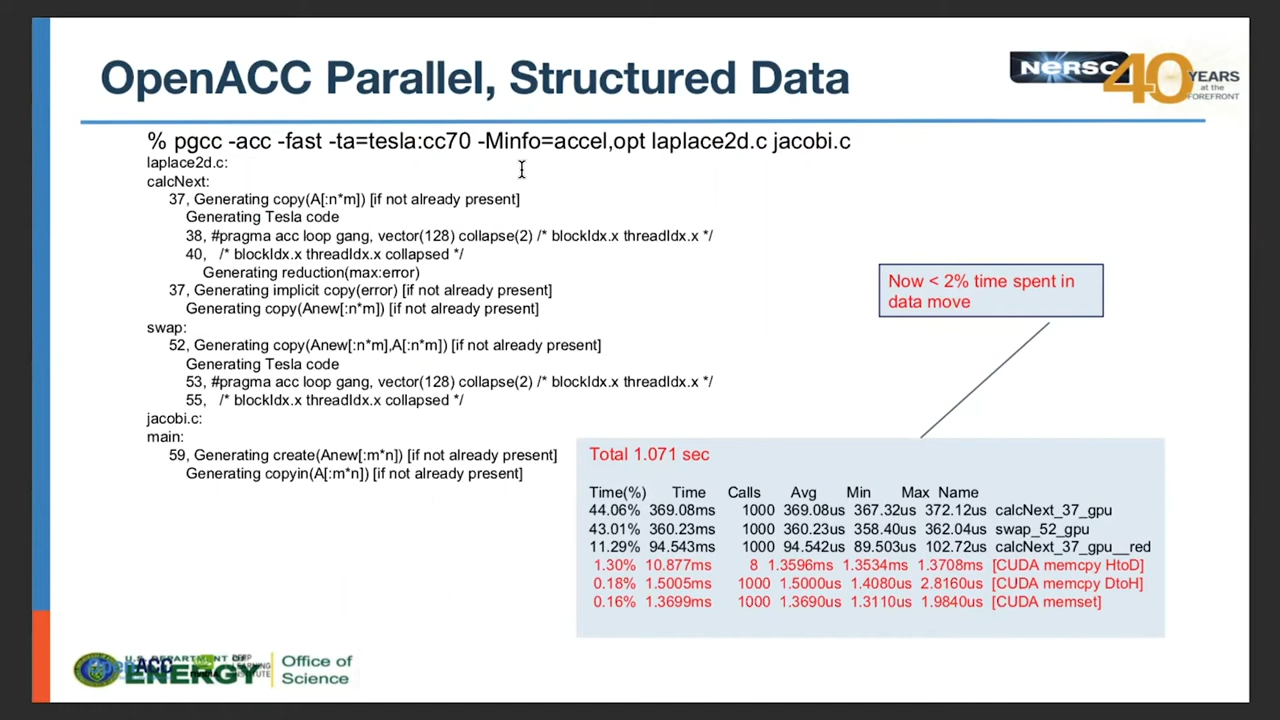 OpenACC Parallel, Structured Data
NERSC 40 YEARS at the FOREFRONT
% pgcc -acc -fast -ta=tesla:cc70 -Minfo=accel,opt laplace2d.c jacobi.c
laplace2d.c:
calcNext:
37, Generating copy(A[:n*m]) [if not already present]
Generating Tesla code
38, #pragma acc loop gang, vector(128) collapse(2) /* blockIdx.x threadIdx.x */
40, /* blockIdx.x threadIdx.x collapsed */
Generating reduction(max:error)
37, Generating implicit copy(error) [if not already present]
Generating copy(Anew[:n*m]) [if not already present]
swap:
52, Generating copy(Anew[:n*m],A[:n*m]) [if not already present]
Generating Tesla code
53, #pragma acc loop gang, vector(128) collapse(2) /* blockIdx.x threadIdx.x */
55, /* blockIdx.x threadIdx.x collapsed */
jacobi.c:
main:
59, Generating create(Anew[:m*n]) [if not already present]
Generating copyin(A[:m*n]) [if not already present]
Now < 2% time spent in
data move
Total 1.071 sec
Time(%) Time Calls Avg Min Max Name
44.06% 369.08ms 1000 369.08us 367.32us 372.12us calcNext_37_gpu
43.01% 360.23ms 1000 360.23us 358.40us 362.04us swap_52_gpu
11.29% 94.543ms 1000 94.542us 89.503us 102.72us calcNext_37_gpu__red
1.30% 10.877ms 8 1.3596ms 1.3534ms 1.3708ms [CUDA memcpy HtoD]
0.18% 1.5005ms 1000 1.5000us 1.4080us 2.8160us [CUDA memcpy DtoH]
0.16% 1.3699ms 1000 1.3690us 1.3110us 1.9840us [CUDA memset]
OpenACC
U.S. DEPARTMENT OF
ENERGY
Office of
Science